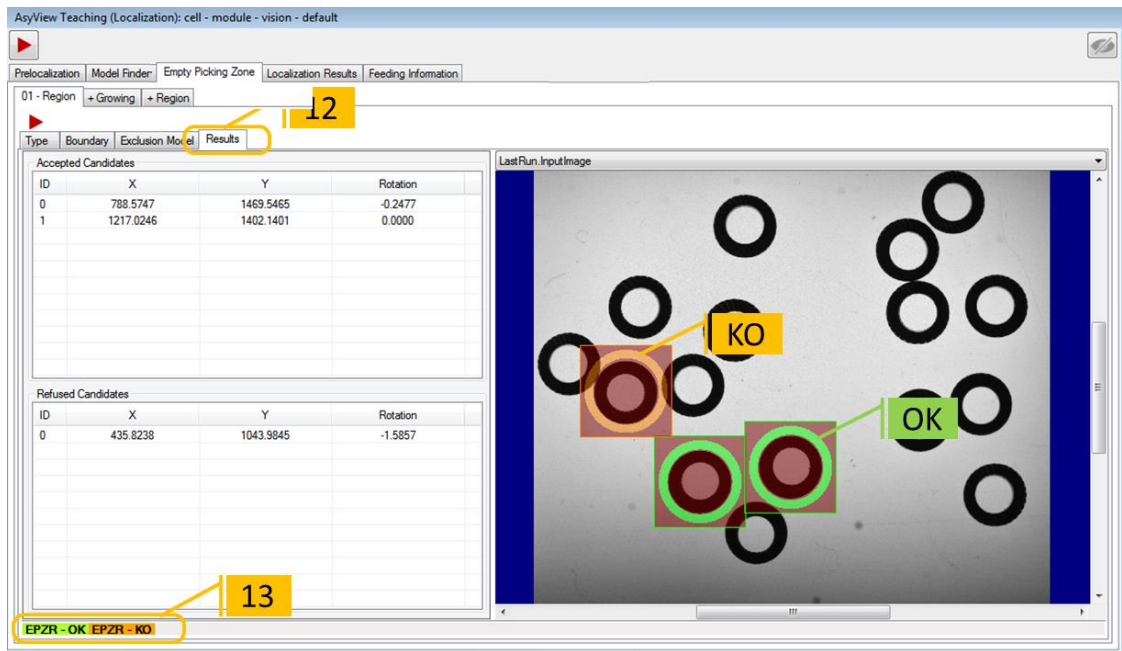 AsyView Teaching (Localization): cell - module - vision - default
Prelocalization Model Finder Empty Picking Zone Localization Results Feeding Information
01 - Region + Growing + Region
12
Type Boundary Exclusion Model Results
Accepted Candidates
ID X Y Rotation
0 788.5747 1469.5465 -0.2477
1 1217.0246 1402.1401 0.0000
Refused Candidates
ID X Y Rotation
0 435.8238 1043.9845 -1.5857
LastRun.InputImage
KO
OK
13
EPZR - OK EPZR - KO